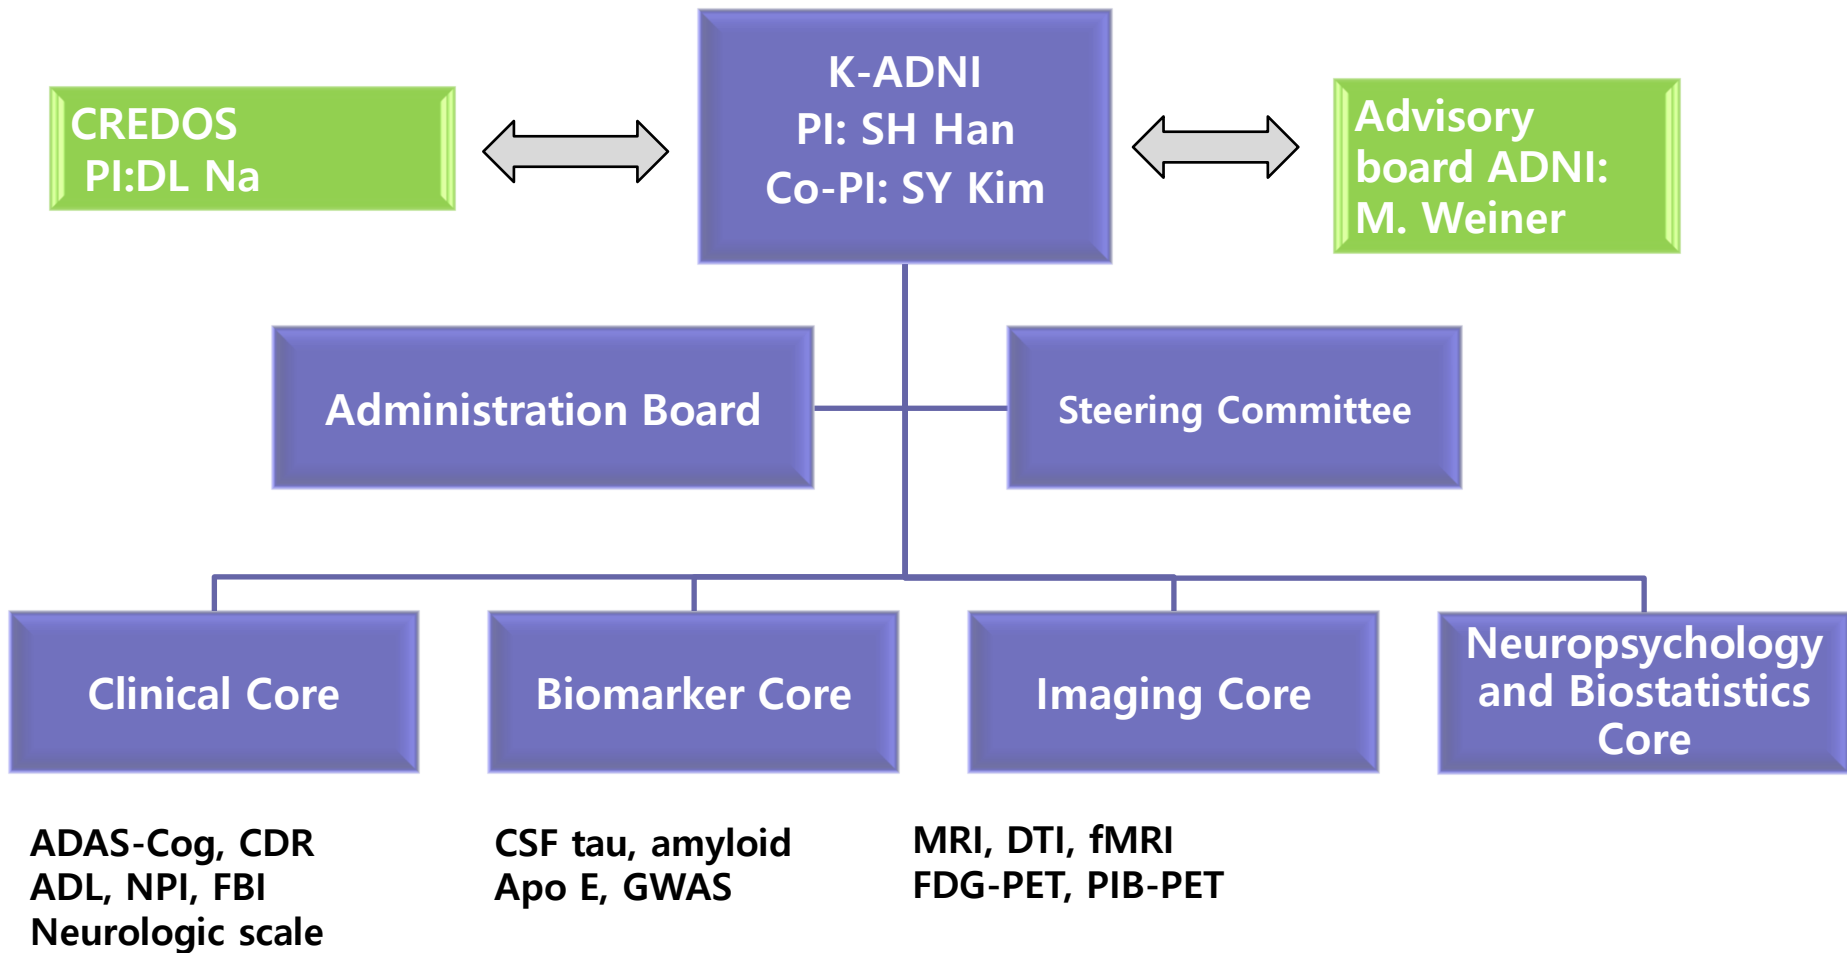 K-ADNI
PI: SH Han
Co-PI: SY Kim
CREDOS
PI:DL Na
Advisory
board ADNI:
M. Weiner
Administration Board
Steering Committee
Clinical Core
Biomarker Core
Imaging Core
Neuropsychology
and Biostatistics
Core
ADAS-Cog, CDR
ADL, NPI, FBI
Neurologic scale
CSF tau, amyloid
Apo E, GWAS
MRI, DTI, fMRI
FDG-PET, PIB-PET